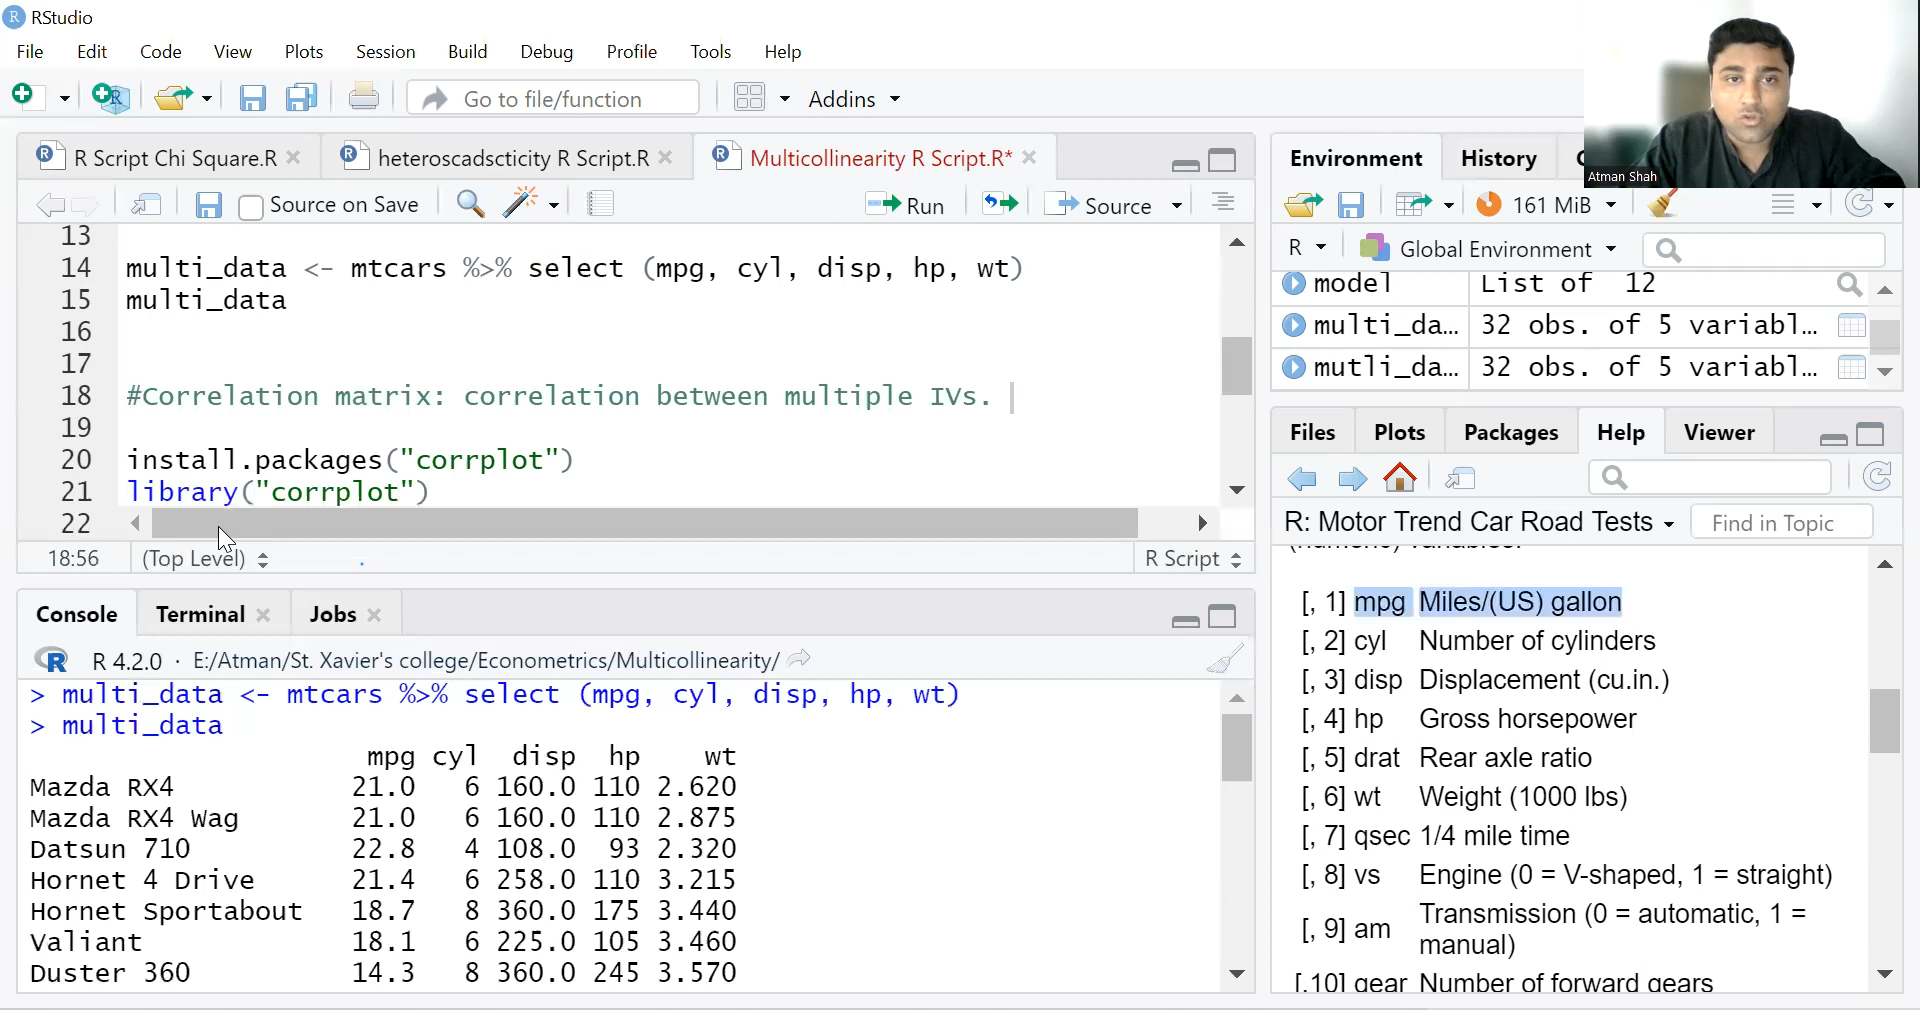 RStudio
File Edit Code View Plots Session Build Debug Profile Tools Help
Go to file/function
Addins
Atman Shah
R Script Chi Square.R
heteroscadscticity R Script.R
Multicollinearity R Script.R*
Source on Save
Run
Source
13
14 multi_data <- mtcars %>% select (mpg, cyl, disp, hp, wt)
15 multi_data
16
17
18 #Correlation matrix: correlation between multiple IVs.
19
20 install.packages("corrplot")
21 library("corrplot")
22
18:56 (Top Level) R Script
Console Terminal Jobs
R 4.2.0 · E:/Atman/St. Xavier's college/Econometrics/Multicollinearity/
> multi_data <- mtcars %>% select (mpg, cyl, disp, hp, wt)
> multi_data
mpg cyl disp hp wt
Mazda RX4 21.0 6 160.0 110 2.620
Mazda RX4 Wag 21.0 6 160.0 110 2.875
Datsun 710 22.8 4 108.0 93 2.320
Hornet 4 Drive 21.4 6 258.0 110 3.215
Hornet Sportabout 18.7 8 360.0 175 3.440
Valiant 18.1 6 225.0 105 3.460
Duster 360 14.3 8 360.0 245 3.570
Environment History C
161 MiB
R Global Environment
model List of 12
multi_da… 32 obs. of 5 variabl…
mutli_da… 32 obs. of 5 variabl…
Files Plots Packages Help Viewer
R: Motor Trend Car Road Tests Find in Topic
(numeric) variables.
[, 1] mpg Miles/(US) gallon
[, 2] cyl Number of cylinders
[, 3] disp Displacement (cu.in.)
[, 4] hp Gross horsepower
[, 5] drat Rear axle ratio
[, 6] wt Weight (1000 lbs)
[, 7] qsec 1/4 mile time
[, 8] vs Engine (0 = V-shaped, 1 = straight)
[, 9] am Transmission (0 = automatic, 1 =
manual)
[,10] gear Number of forward gears